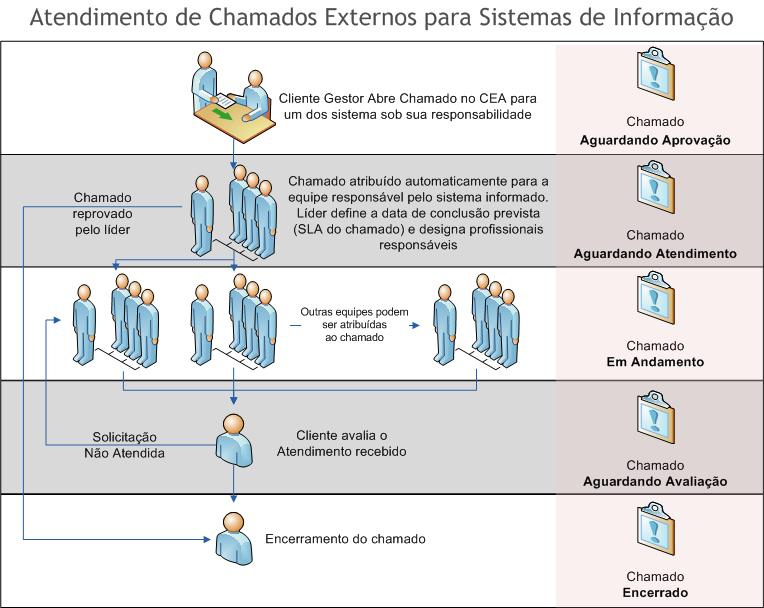 Atendimento de Chamados Externos para Sistemas de Informação
Cliente Gestor Abre Chamado no CEA para
um dos sistema sob sua responsabilidade
Chamado
Aguardando Aprovação
Chamado
reprovado
pelo líder
Chamado atribuído automaticamente para a
equipe responsável pelo sistema informado.
Líder define a data de conclusão prevista
(SLA do chamado) e designa profissionais
responsáveis
Chamado
Aguardando Atendimento
Outras equipes podem
ser atribuídas
ao chamado
Chamado
Em Andamento
Solicitação
Não Atendida
Cliente avalia o
Atendimento recebido
Chamado
Aguardando Avaliação
Encerramento do chamado
Chamado
Encerrado